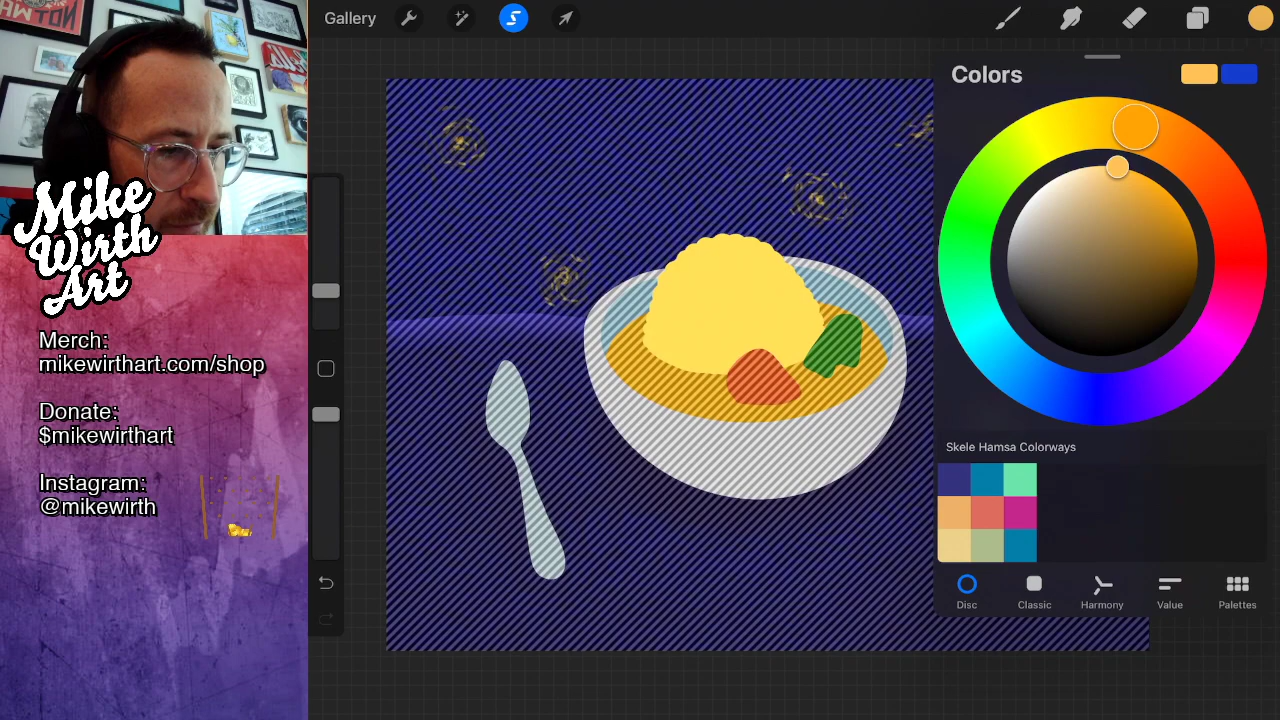 Gallery
Colors
Mike
Wirth
Art
Merch:
mikewirthart.com/shop
Donate:
$mikewirthart
Instagram:
@mikewirth
Skele Hamsa Colorways
Disc
Classic
Harmony
Value
Palettes